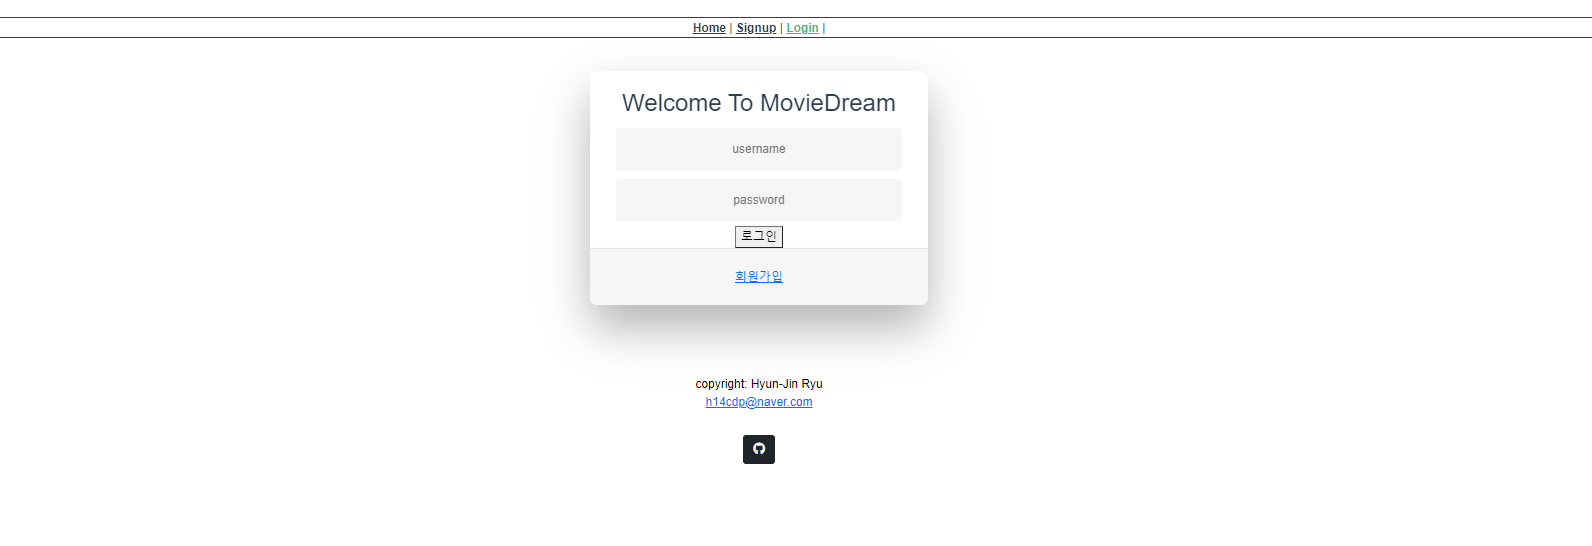 Home | Signup | Login |
Welcome To MovieDream
username
password
로그인
회원가입
copyright: Hyun-Jin Ryu
h14cdp@naver.com